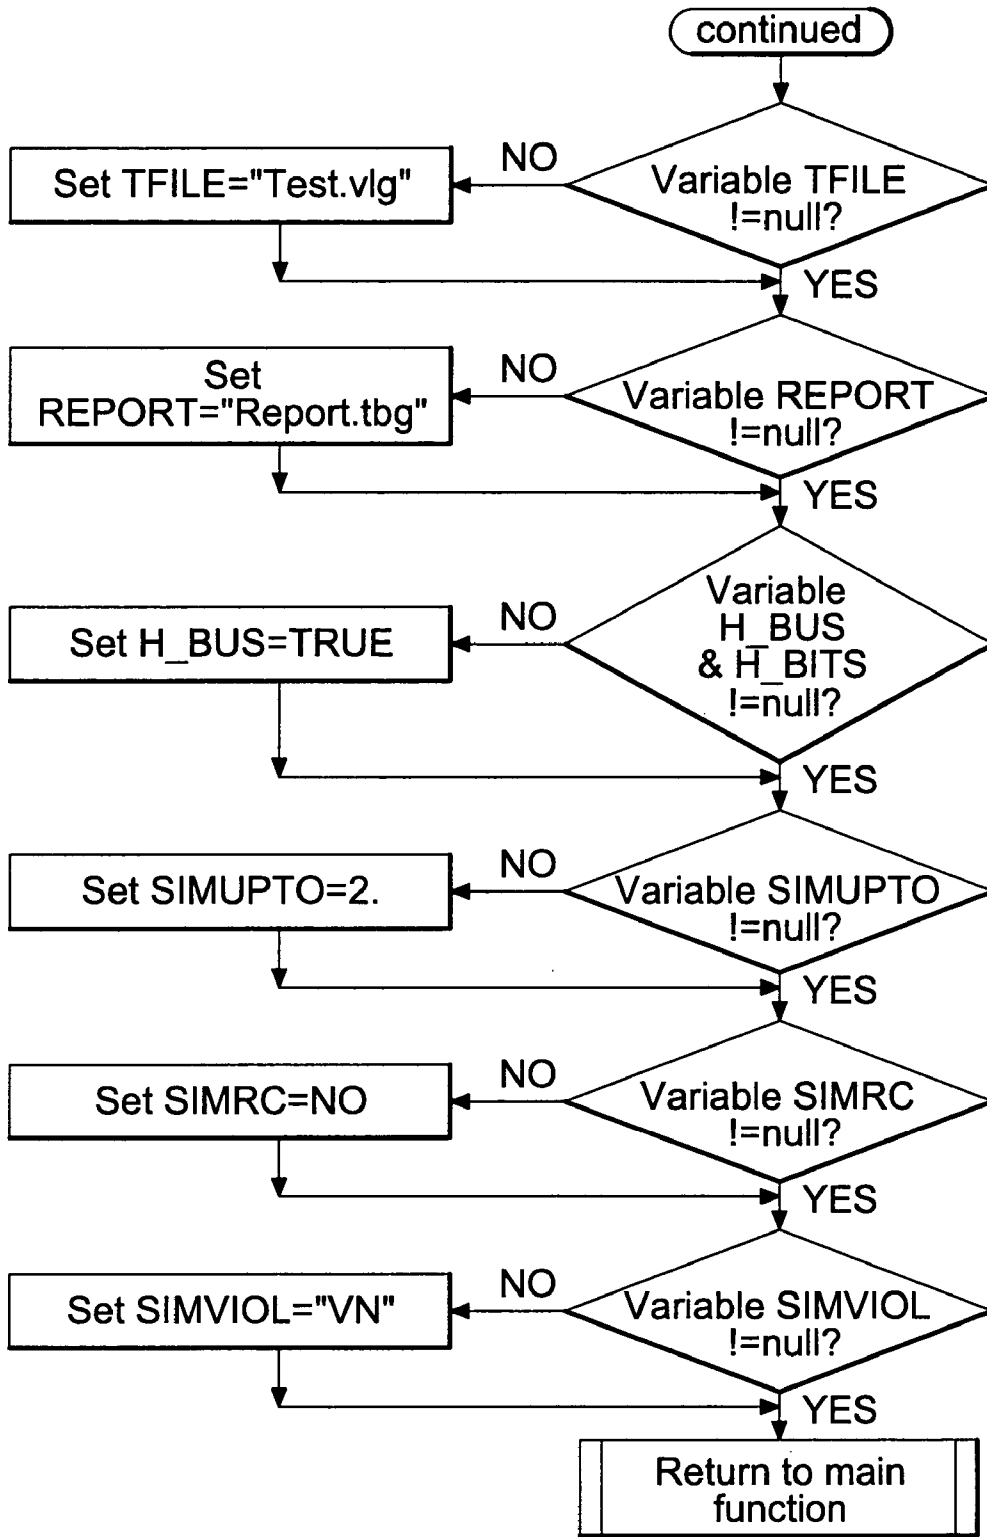 continued
NO
Set TFILE="Test.vlg"
Variable TFILE
!=null?
YES
NO
Set
REPORT="Report.tbg"
Variable REPORT
!=null?
YES
NO
Set H_BUS=TRUE
Variable
H_BUS
& H_BITS
!=null?
YES
NO
Set SIMUPTO=2.
Variable SIMUPTO
!=null?
YES
NO
Set SIMRC=NO
Variable SIMRC
!=null?
YES
NO
Set SIMVIOL="VN"
Variable SIMVIOL
!=null?
YES
Return to main
function